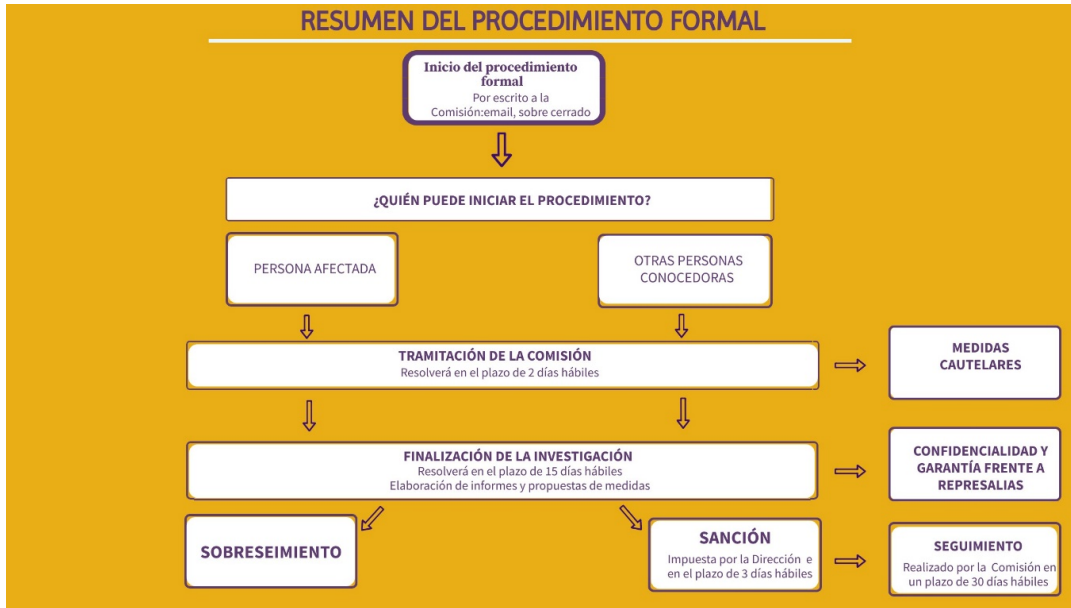 RESUMEN DEL PROCEDIMIENTO FORMAL
Inicio del procedimiento
formal
Por escrito a la
Comisión:email, sobre cerrado
¿QUIÉN PUEDE INICIAR EL PROCEDIMIENTO?
PERSONA AFECTADA
OTRAS PERSONAS
CONOCEDORAS
TRAMITACIÓN DE LA COMISIÓN
Resolverá en el plazo de 2 días hábiles
MEDIDAS
CAUTELARES
FINALIZACIÓN DE LA INVESTIGACIÓN
Resolverá en el plazo de 15 días hábiles
Elaboración de informes y propuestas de medidas
CONFIDENCIALIDAD Y
GARANTÍA FRENTE A
REPRESALIAS
SOBRESEIMIENTO
SANCIÓN
Impuesta por la Dirección e
en el plazo de 3 días hábiles
SEGUIMIENTO
Realizado por la Comisión en
un plazo de 30 días hábiles